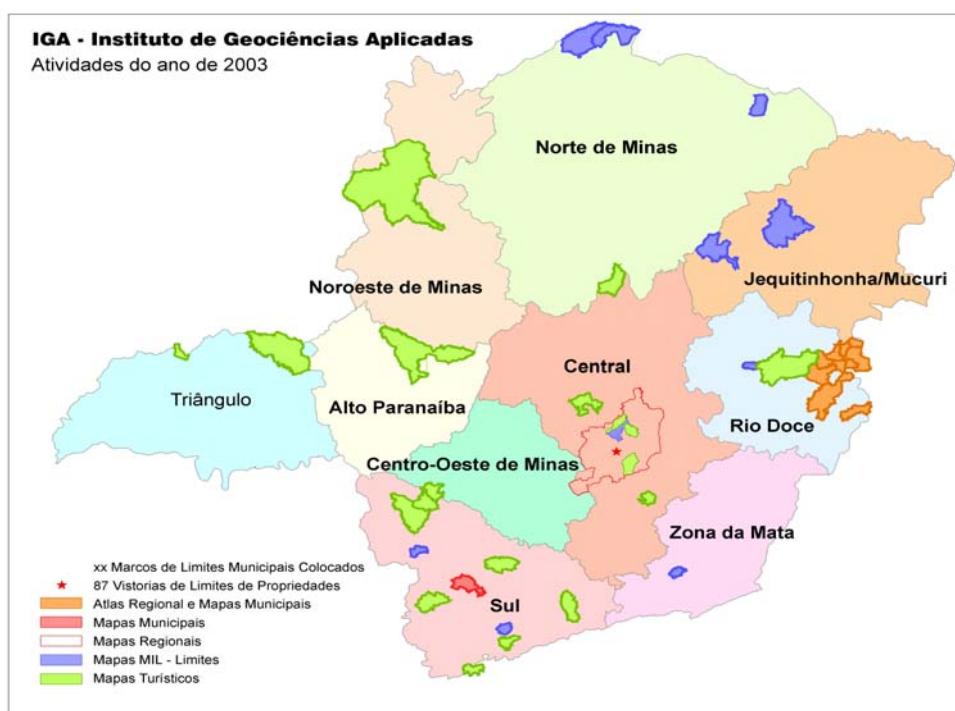 IGA - Instituto de Geociências Aplicadas
Atividades do ano de 2003
Norte de Minas
Noroeste de Minas
Jequitinhonha/Mucuri
Central
Triângulo
Alto Paranaíba
Rio Doce
Centro-Oeste de Minas
Zona da Mata
Sul
xx Marcos de Limites Municipais Colocados
87 Vistorias de Limites de Propriedades
Atlas Regional e Mapas Municipais
Mapas Municipais
Mapas Regionais
Mapas MIL - Limites
Mapas Turísticos